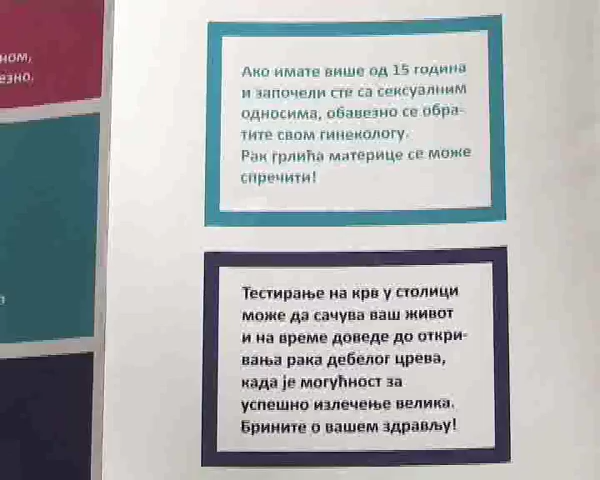 ном,
езно.
Ако имате више од 15 година
и започели сте са сексуалним
односима, обавезно се обра-
тите свом гинекологу.
Рак грлића материце се може
спречити!
Тестирање на крв у столици
може да сачува ваш живот
и на време доведе до откри-
вања рака дебелог црева,
када је могућност за
успешно излечење велика.
Брините о вашем здрављу!